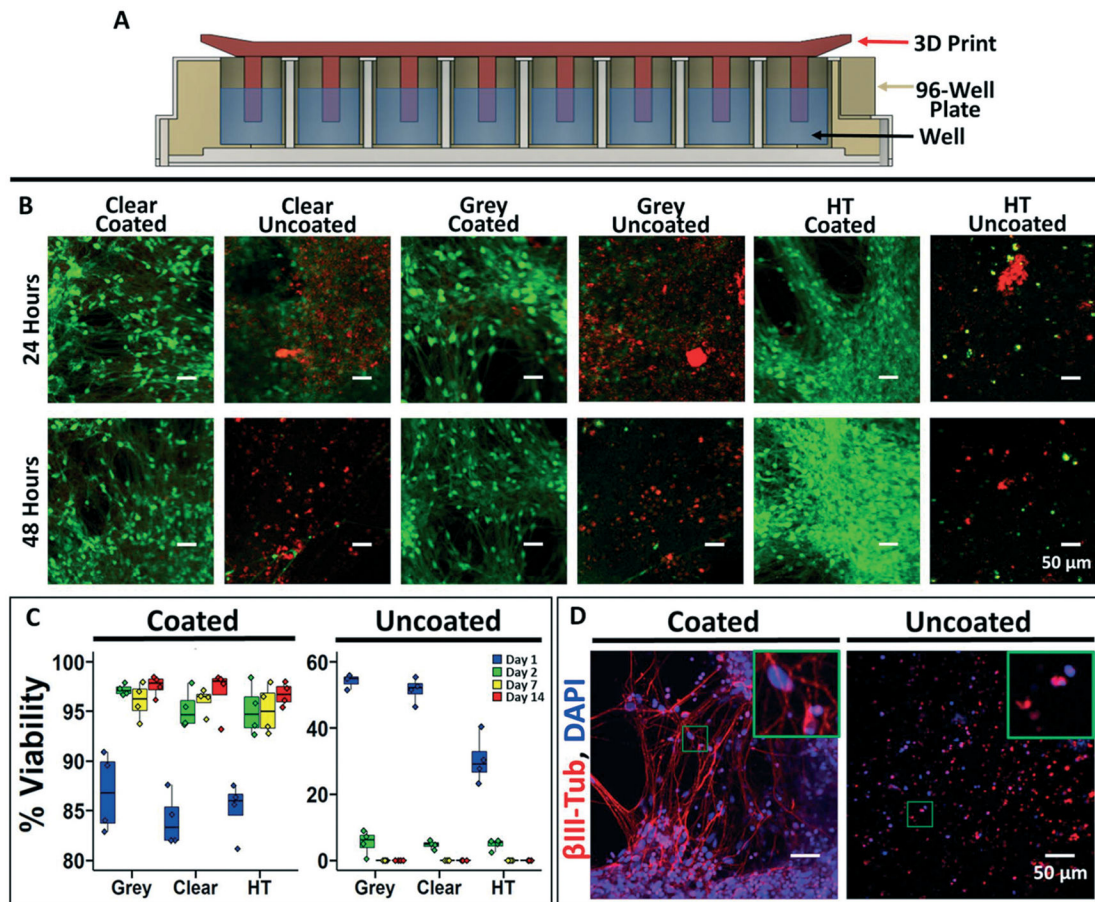 A
3D Print
96-Well
Plate
Well
B
Clear
Coated
Clear
Uncoated
Grey
Coated
Grey
Uncoated
HT
Coated
HT
Uncoated
24 Hours
48 Hours
50 µm
C
Coated
Uncoated
% Viability
100
95
90
85
80
Grey
Clear
HT
60
40
20
0
Day 1
Day 2
Day 7
Day 14
Grey
Clear
HT
D
Coated
Uncoated
βIII-Tub, DAPI
50 µm